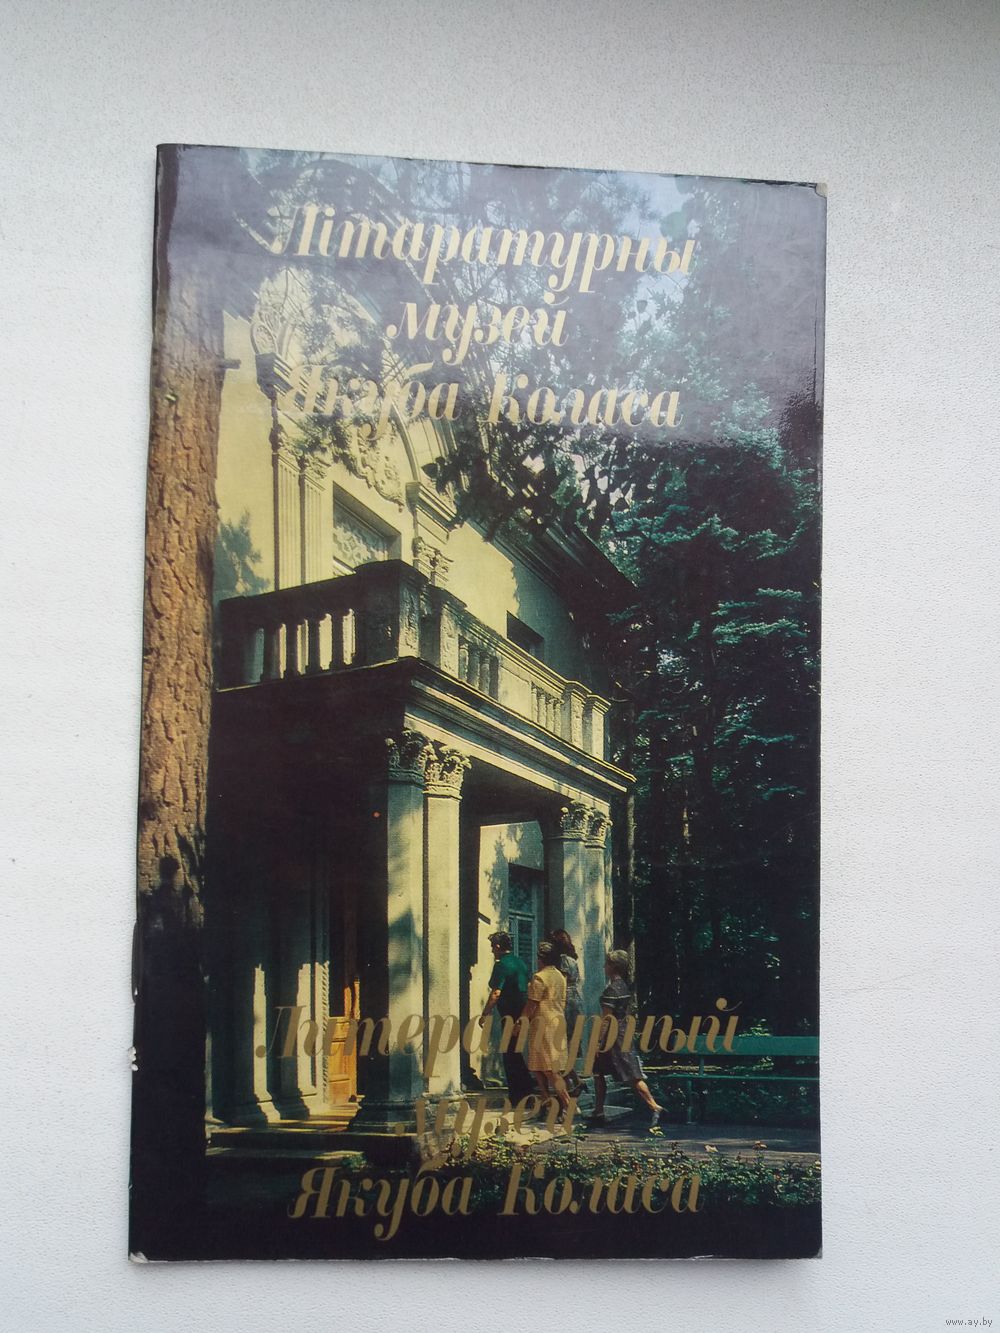 Літаратурны
музей
Якуба Коласа
Литературный
музей
Якуба Коласа
www.ay.by